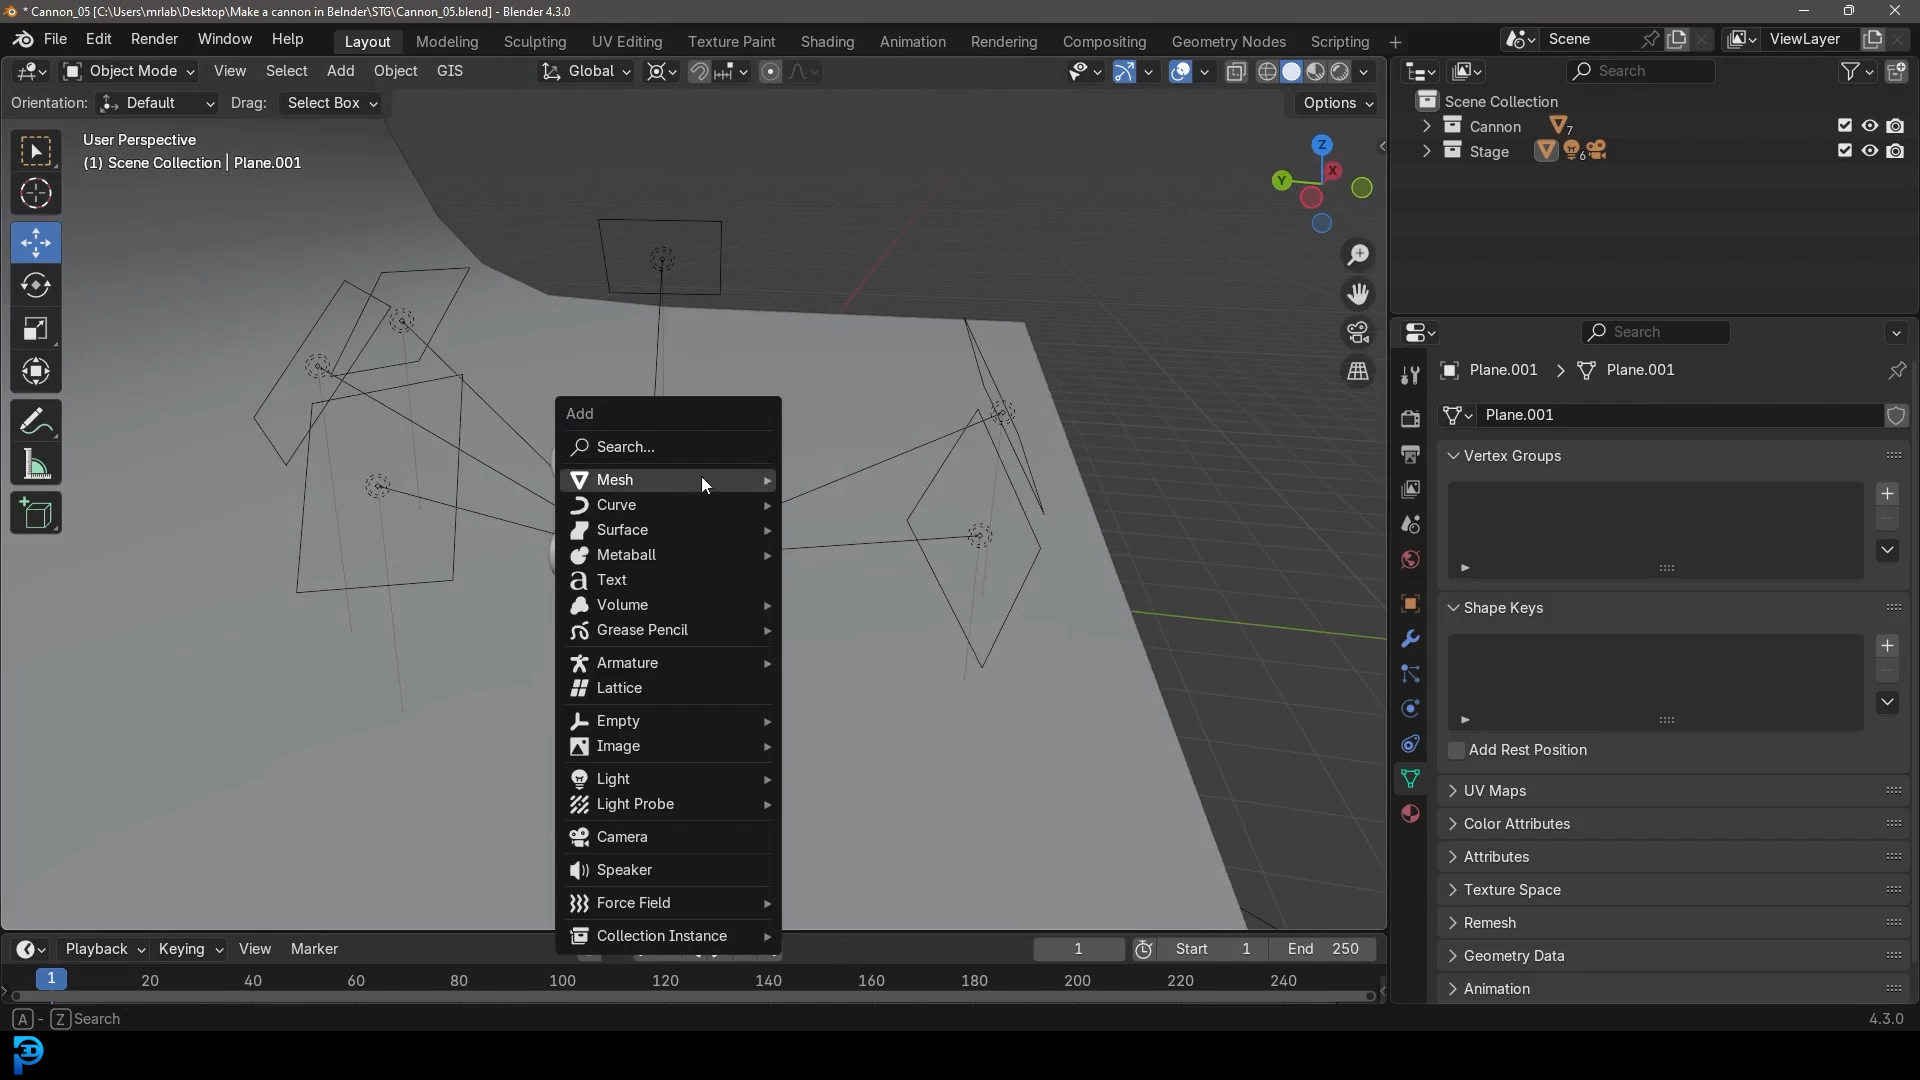 * Cannon_05 [C:\Users\mrlab\Desktop\Make a cannon in Belnder\STG\Cannon_05.blend] - Blender 4.3.0
File Edit Render Window Help Layout Modeling Sculpting UV Editing Texture Paint Shading Animation Rendering Compositing Geometry Nodes Scripting + Scene ViewLayer
Object Mode View Select Add Object GIS Global Search
Orientation: Default Drag: Select Box Options
User Perspective
(1) Scene Collection | Plane.001
Z
X
Y
Scene Collection
Cannon 7
Stage 6
Search
Plane.001 > Plane.001
Plane.001
Vertex Groups
Shape Keys
Add Rest Position
UV Maps
Color Attributes
Attributes
Texture Space
Remesh
Geometry Data
Animation
Add
Search...
Mesh
Curve
Surface
Metaball
Text
Volume
Grease Pencil
Armature
Lattice
Empty
Image
Light
Light Probe
Camera
Speaker
Force Field
Collection Instance
Playback Keying View Marker 1 Start 1 End 250
1 20 40 60 80 100 120 140 160 180 200 220 240
A - Z Search 4.3.0